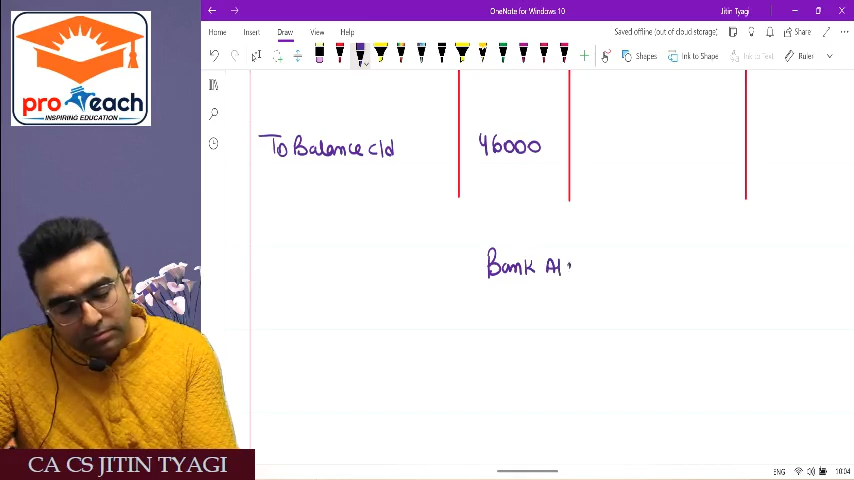 OneNote for Windows 10
Jitin Tyagi
Home Insert Draw View Help
Saved offline (out of cloud storage)
Share
Shapes
Ink to Shape
Ink to Text
Ruler
pro teach
INSPIRING EDUCATION
To Balance c/d 46000
Bank A/
CA CS JITIN TYAGI
ENG
10:04